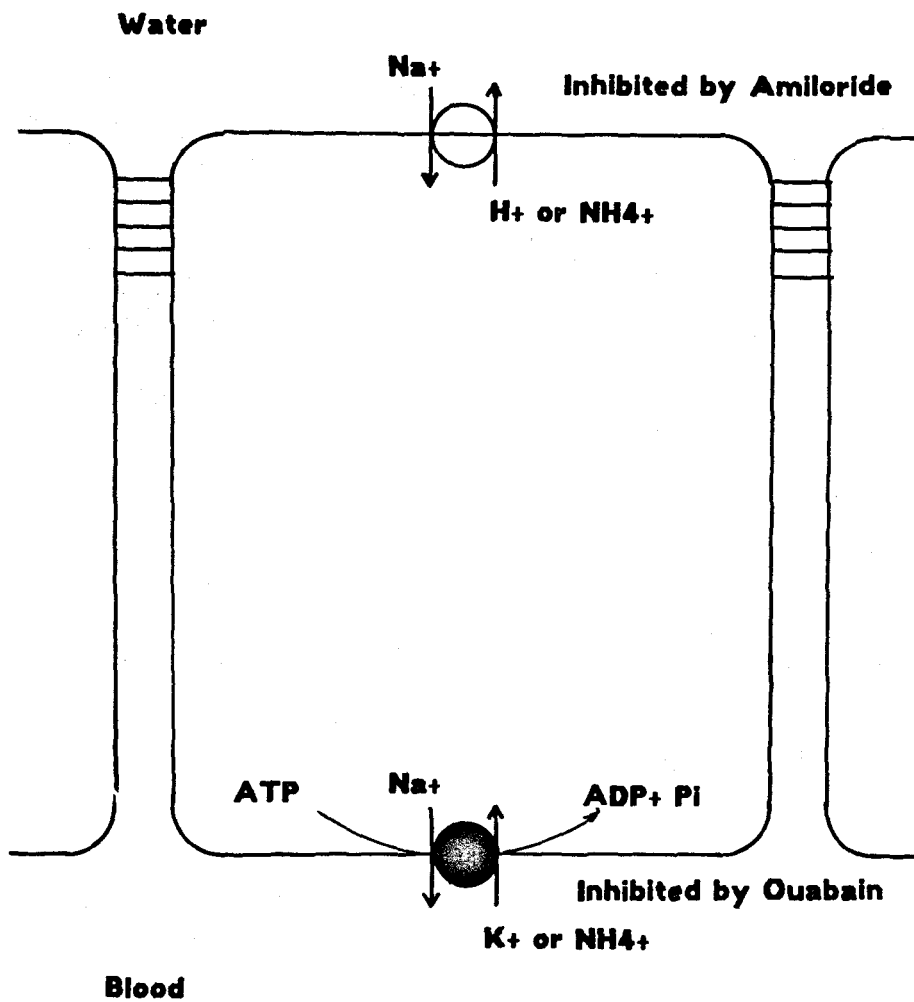 Water
Na+
Inhibited by Amiloride
H+ or NH4+
ATP
Na+
ADP+ Pi
Inhibited by Ouabain
K+ or NH4+
Blood